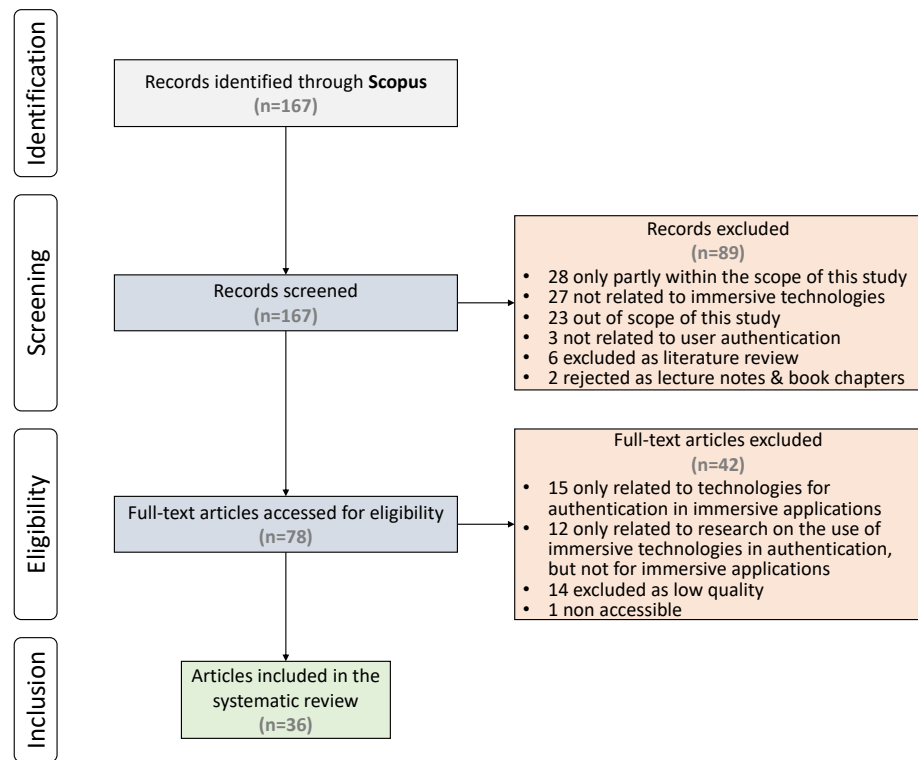 Identification
Records identified through Scopus
(n=167)
Screening
Records screened
(n=167)
Records excluded
(n=89)
• 28 only partly within the scope of this study
• 27 not related to immersive technologies
• 23 out of scope of this study
• 3 not related to user authentication
• 6 excluded as literature review
• 2 rejected as lecture notes & book chapters
Eligibility
Full-text articles accessed for eligibility
(n=78)
Full-text articles excluded
(n=42)
• 15 only related to technologies for
authentication in immersive applications
• 12 only related to research on the use of
immersive technologies in authentication,
but not for immersive applications
• 14 excluded as low quality
• 1 non accessible
Inclusion
Articles included in the
systematic review
(n=36)